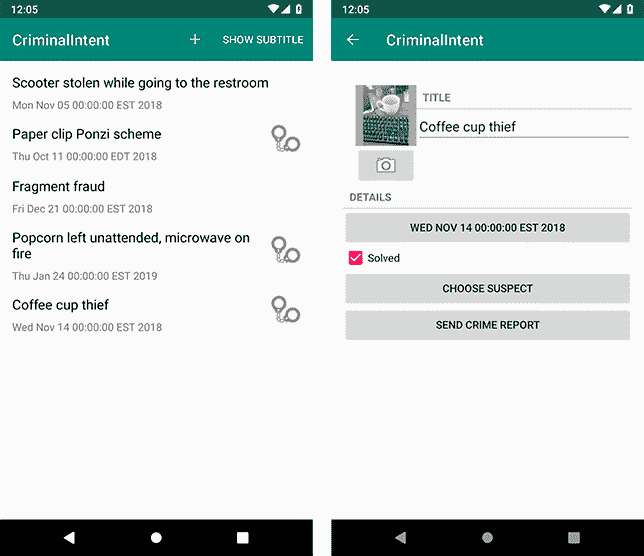 12:05
CriminalIntent + SHOW SUBTITLE
Scooter stolen while going to the restroom
Mon Nov 05 00:00:00 EST 2018
Paper clip Ponzi scheme
Thu Oct 11 00:00:00 EDT 2018
Fragment fraud
Fri Dec 21 00:00:00 EST 2018
Popcorn left unattended, microwave on
fire
Thu Jan 24 00:00:00 EST 2019
Coffee cup thief
Wed Nov 14 00:00:00 EST 2018
12:05
CriminalIntent
TITLE
Coffee cup thief
DETAILS
WED NOV 14 00:00:00 EST 2018
Solved
CHOOSE SUSPECT
SEND CRIME REPORT